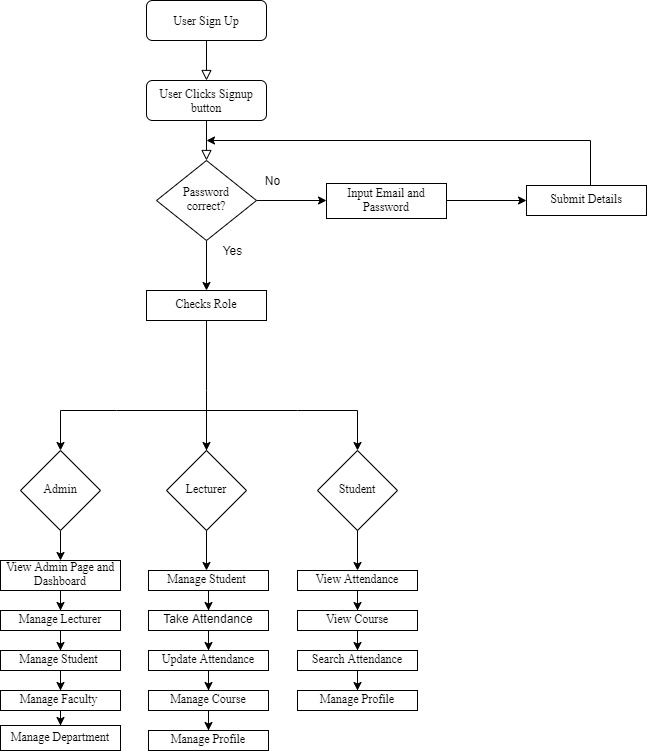 User Sign Up
User Clicks Signup
button
Password
correct?
No
Input Email and
Password
Submit Details
Yes
Checks Role
Admin
Lecturer
Student
View Admin Page and
Dashboard
Manage Student
View Attendance
Manage Lecturer
Take Attendance
View Course
Manage Student
Update Attendance
Search Attendance
Manage Faculty
Manage Course
Manage Profile
Manage Department
Manage Profile